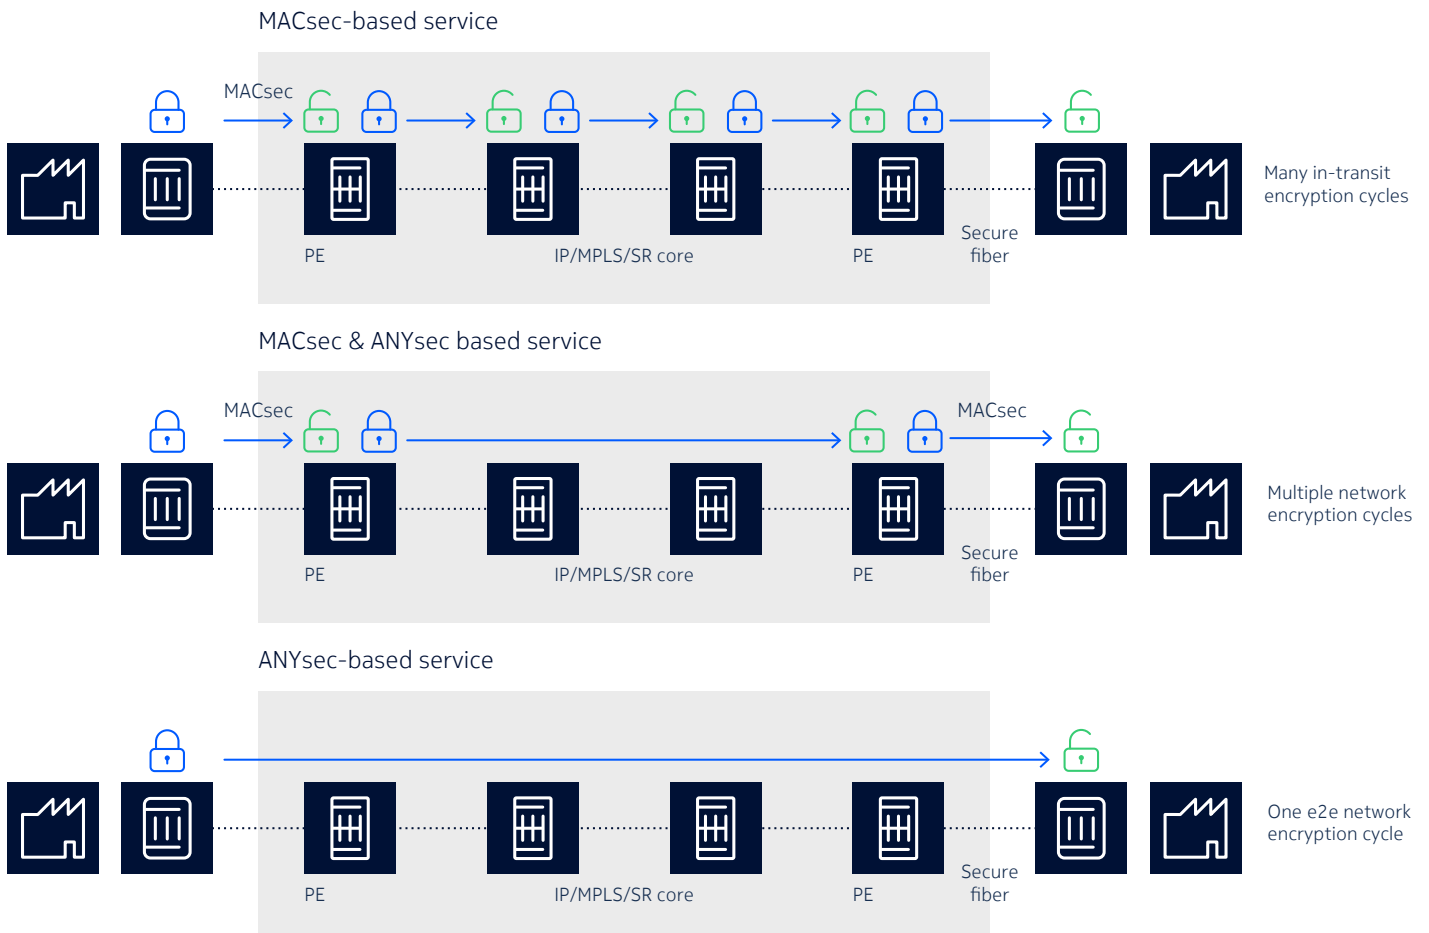 MACsec-based service
MACsec
Many in-transit
encryption cycles
Secure
fiber
PE
IP/MPLS/SR core
PE
MACsec & ANYsec based service
MACsec
MACsec
Multiple network
encryption cycles
Secure
fiber
PE
IP/MPLS/SR core
PE
ANYsec-based service
One e2e network
encryption cycle
Secure
fiber
PE
IP/MPLS/SR core
PE